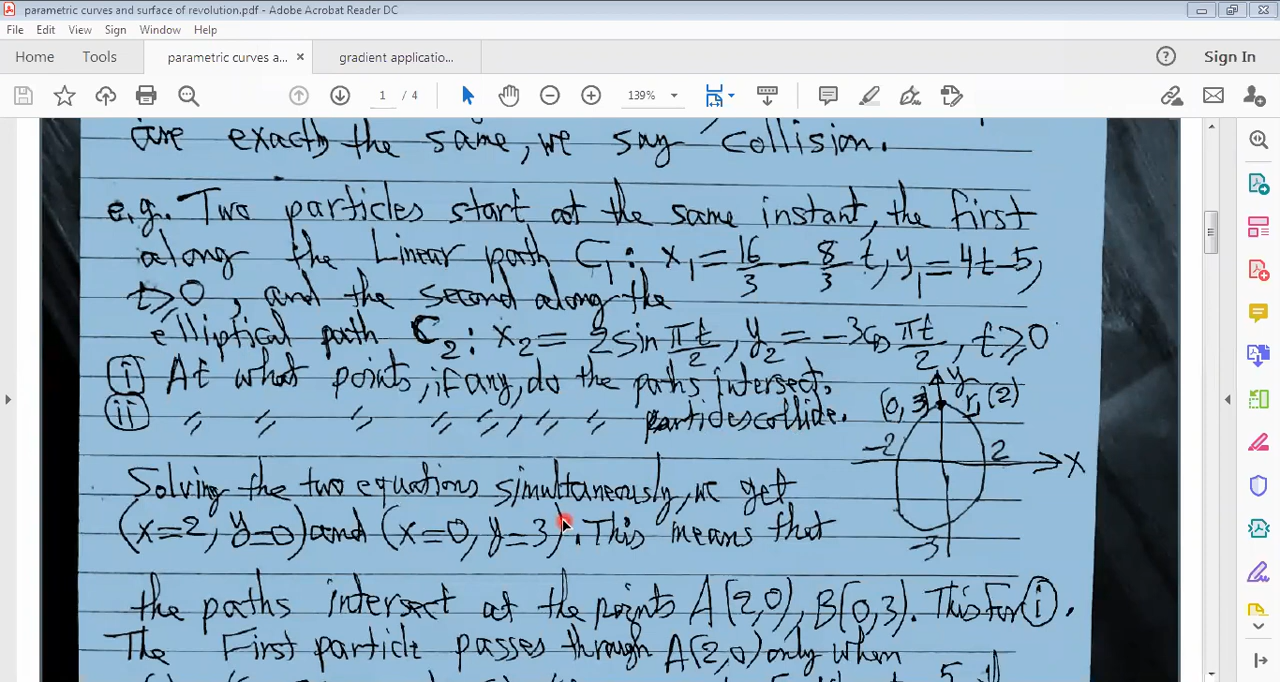 parametric curves and surface of revolution.pdf - Adobe Acrobat Reader DC
File Edit View Sign Window Help
Home Tools parametric curves a... × gradient applicatio... Sign In
1 / 4 139%
are exactly the same, we say "collision.
e.g. Two particles start at the same instant, the first
along the Linear path C₁: x₁ = 16/3 − 8/3 t, y₁ = 4t−5,
t≥0, and the second along the
elliptical path C₂: x₂ = 2 sin πt/2, y₂ = −3 cos πt/2, t≥0
(i) At what points, if any, do the paths intersect.
(ii) 〃 〃 〃 〃 〃 〃 〃 particles collide.
y
(0, 3) r, (2)
−2 2 x
−3
Solving the two equations simultaneously, we get
(x=2, y=0) and (x=0, y=3). This means that
the paths intersect at the points A(2,0), B(0,3). This for (i).
The First particle passes through A(2,0) only when